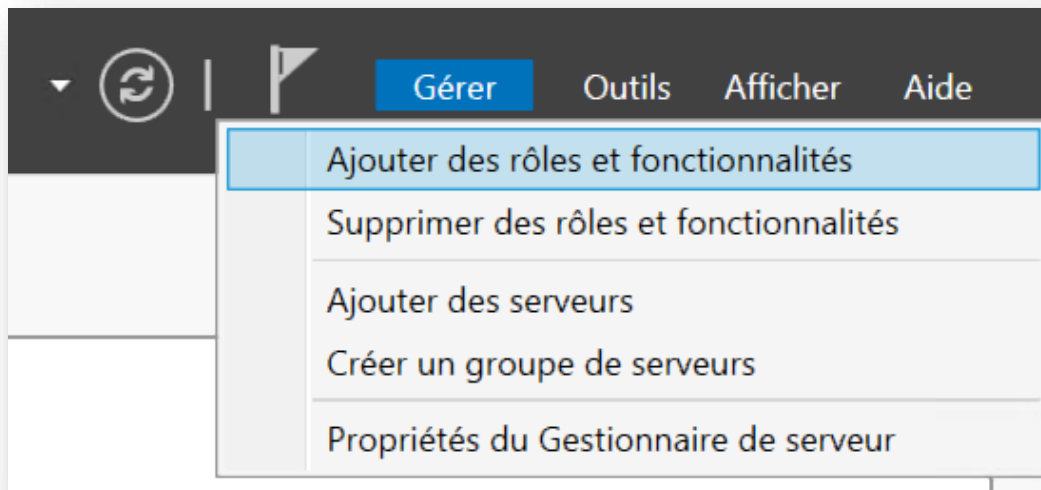 Gérer Outils Afficher Aide
Ajouter des rôles et fonctionnalités
Supprimer des rôles et fonctionnalités
Ajouter des serveurs
Créer un groupe de serveurs
Propriétés du Gestionnaire de serveur